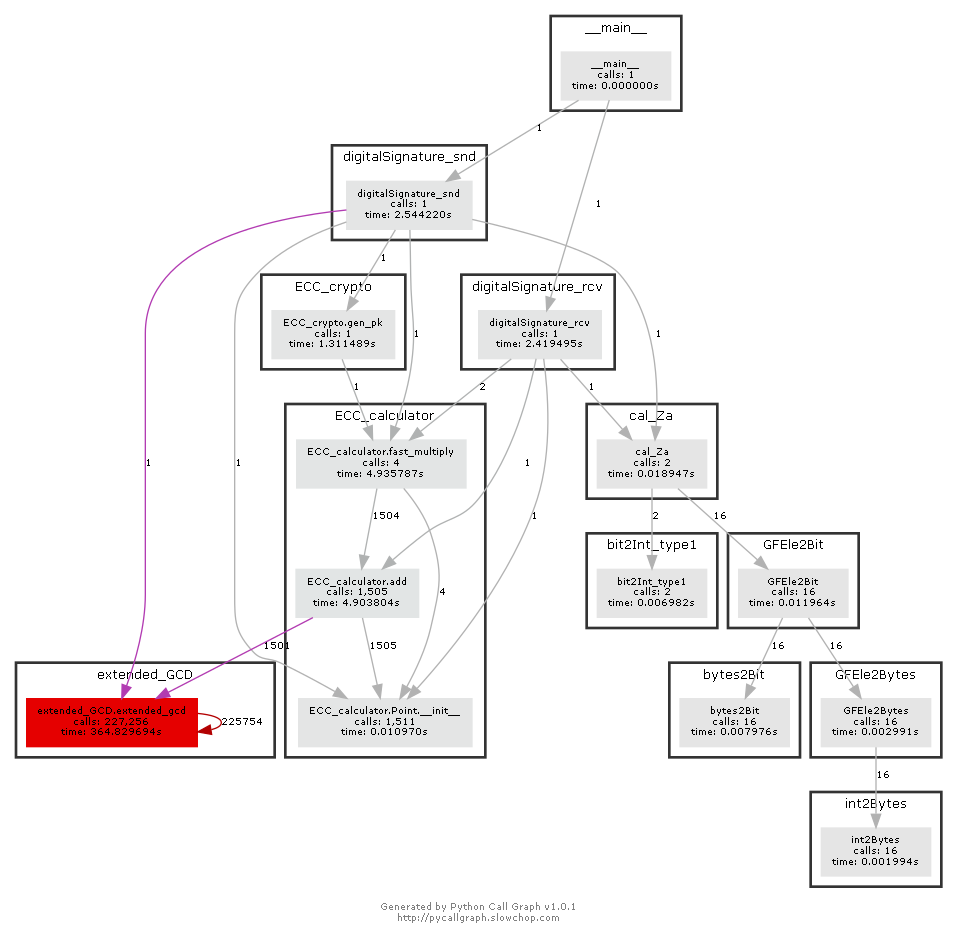 __main__
__main__
calls: 1
time: 0.000000s
1
digitalSignature_snd
digitalSignature_snd
calls: 1
time: 2.544220s
1
1
ECC_crypto
ECC_crypto.gen_pk
calls: 1
time: 1.311489s
digitalSignature_rcv
digitalSignature_rcv
calls: 1
time: 2.419495s
1
1
1
2
1
ECC_calculator
ECC_calculator.fast_multiply
calls: 4
time: 4.935787s
cal_Za
cal_Za
calls: 2
time: 0.018947s
1
1
1
1504
1
2
16
bit2Int_type1
bit2Int_type1
calls: 2
time: 0.006982s
GFEle2Bit
GFEle2Bit
calls: 16
time: 0.011964s
ECC_calculator.add
calls: 1,505
time: 4.903804s
4
1501
1505
16
16
extended_GCD
extended_GCD.extended_gcd
calls: 227,256
time: 364.829694s
225754
ECC_calculator.Point.__init__
calls: 1,511
time: 0.010970s
bytes2Bit
bytes2Bit
calls: 16
time: 0.007976s
GFEle2Bytes
GFEle2Bytes
calls: 16
time: 0.002991s
16
int2Bytes
int2Bytes
calls: 16
time: 0.001994s
Generated by Python Call Graph v1.0.1
http://pycallgraph.slowchop.com